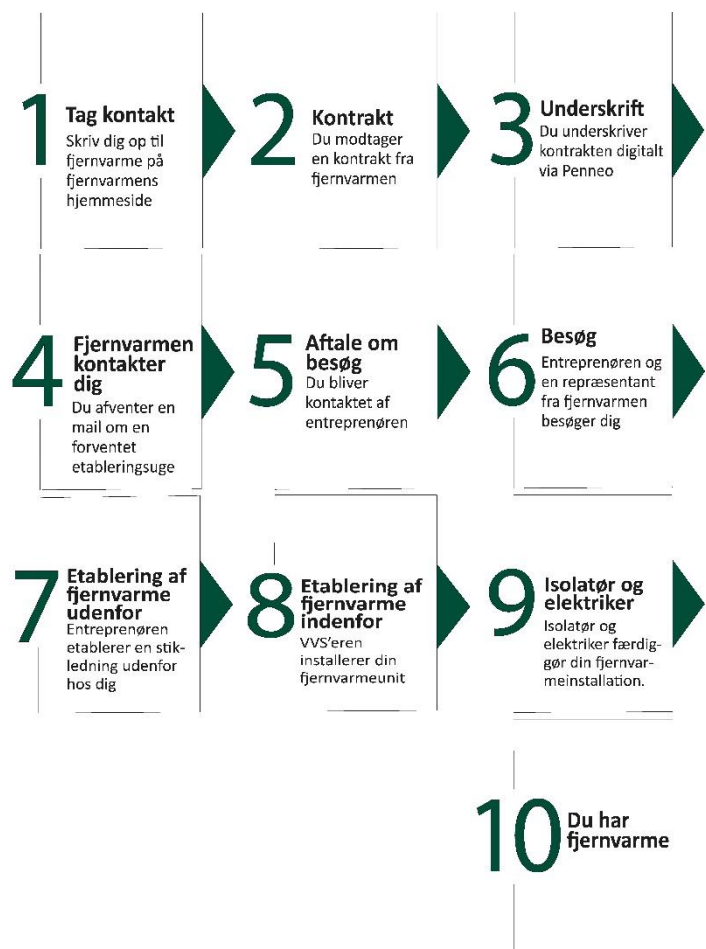 1
Tag kontakt
Skriv dig op til
fjernvarme på
fjernvarmens
hjemmeside
2
Kontrakt
Du modtager
en kontrakt fra
fjernvarmen
3
Underskrift
Du underskriver
kontrakten digitalt
via Penneo
4
Fjernvarmen
kontakter
dig
Du afventer en
mail om en
forventet
etableringsuge
5
Aftale om
besøg
Du bliver
kontaktet af
entreprenøren
6
Besøg
Entreprenøren og
en repræsentant
fra fjernvarmen
besøger dig
7
Etablering af
fjernvarme
udenfor
Entreprenøren
etablerer en stik-
ledning udenfor
hos dig
8
Etablering af
fjernvarme
indenfor
VVS'eren
installerer din
fjernvarmeunit
9
Isolatør og
elektriker
Isolatør og
elektriker færdig-
gør din fjernvar-
meinstallation.
10
Du har
fjernvarme